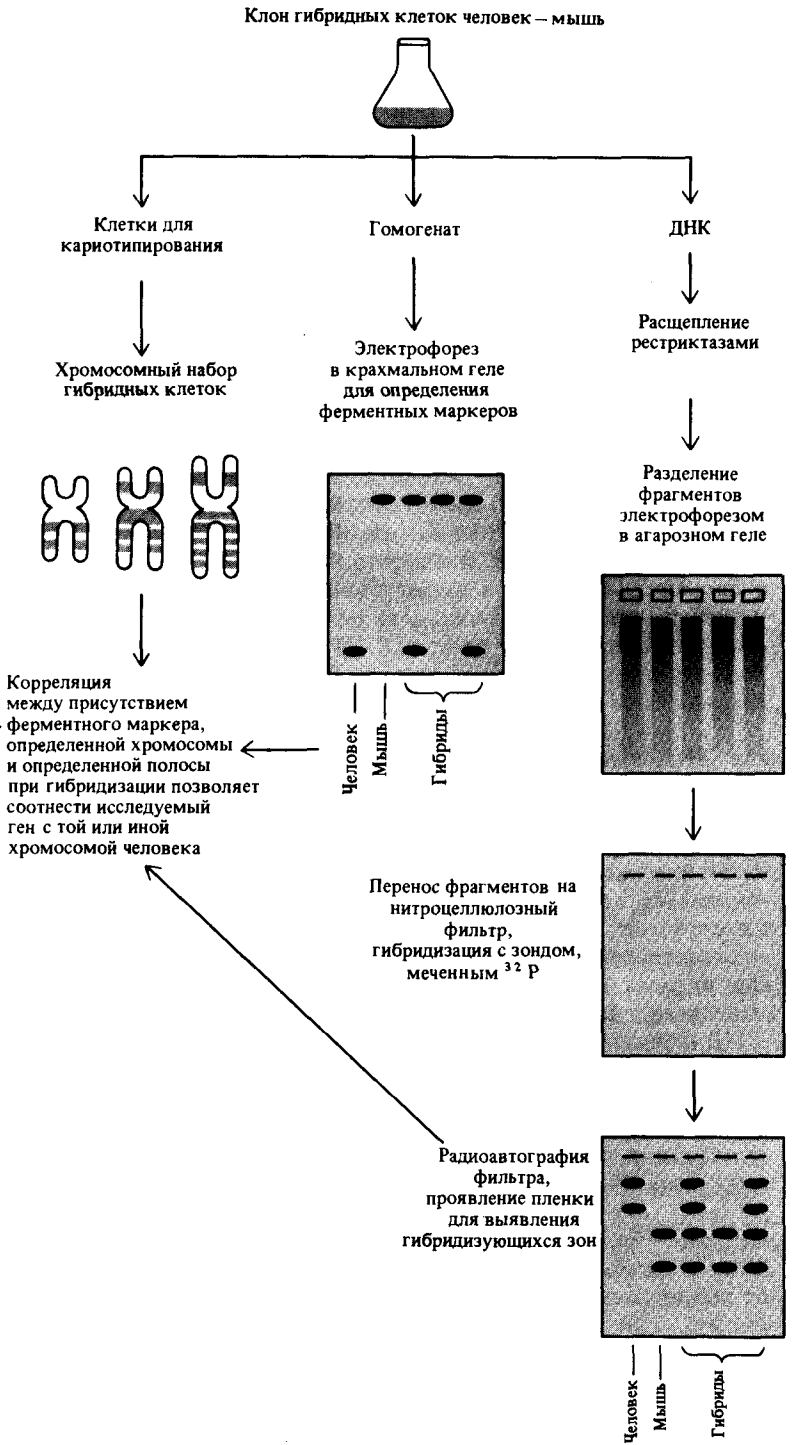 Клон гибридных клеток человек – мышь
Клетки для
кариотипирования
Хромосомный набор
гибридных клеток
Гомогенат
Электрофорез
в крахмальном геле
для определения
ферментных маркеров
ДНК
Расщепление
рестриктазами
Разделение
фрагментов
электрофорезом
в агарозном геле
Человек
Мышь
Гибриды
Корреляция
между присутствием
ферментного маркера,
определенной хромосомы
и определенной полосы
при гибридизации позволяет
соотнести исследуемый
ген с той или иной
хромосомой человека
Перенос фрагментов на
нитроцеллюлозный
фильтр,
гибридизация с зондом,
меченным ³² P
Радиоавтография
фильтра,
проявление пленки
для выявления
гибридизующихся зон
Человек
Мышь
Гибриды